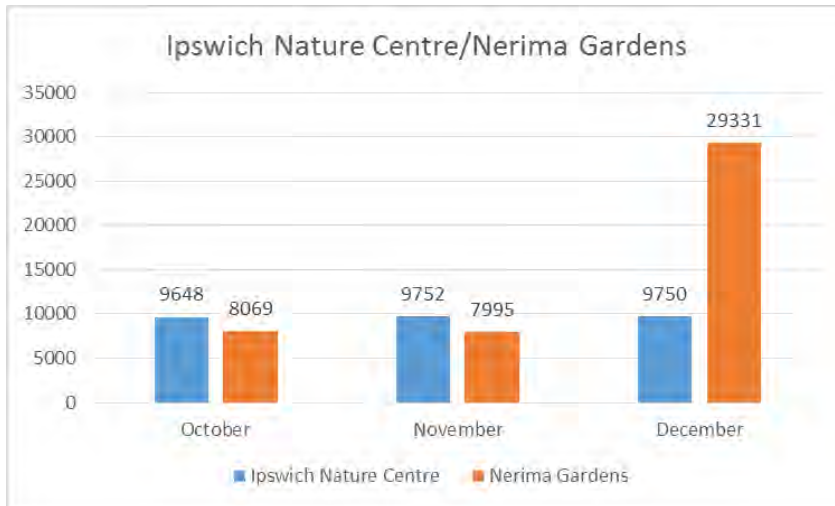 Ipswich Nature Centre/Nerima Gardens
35000
30000
25000
20000
15000
10000
5000
0
9648
8069
9752
7995
9750
29331
October
November
December
Ipswich Nature Centre
Nerima Gardens